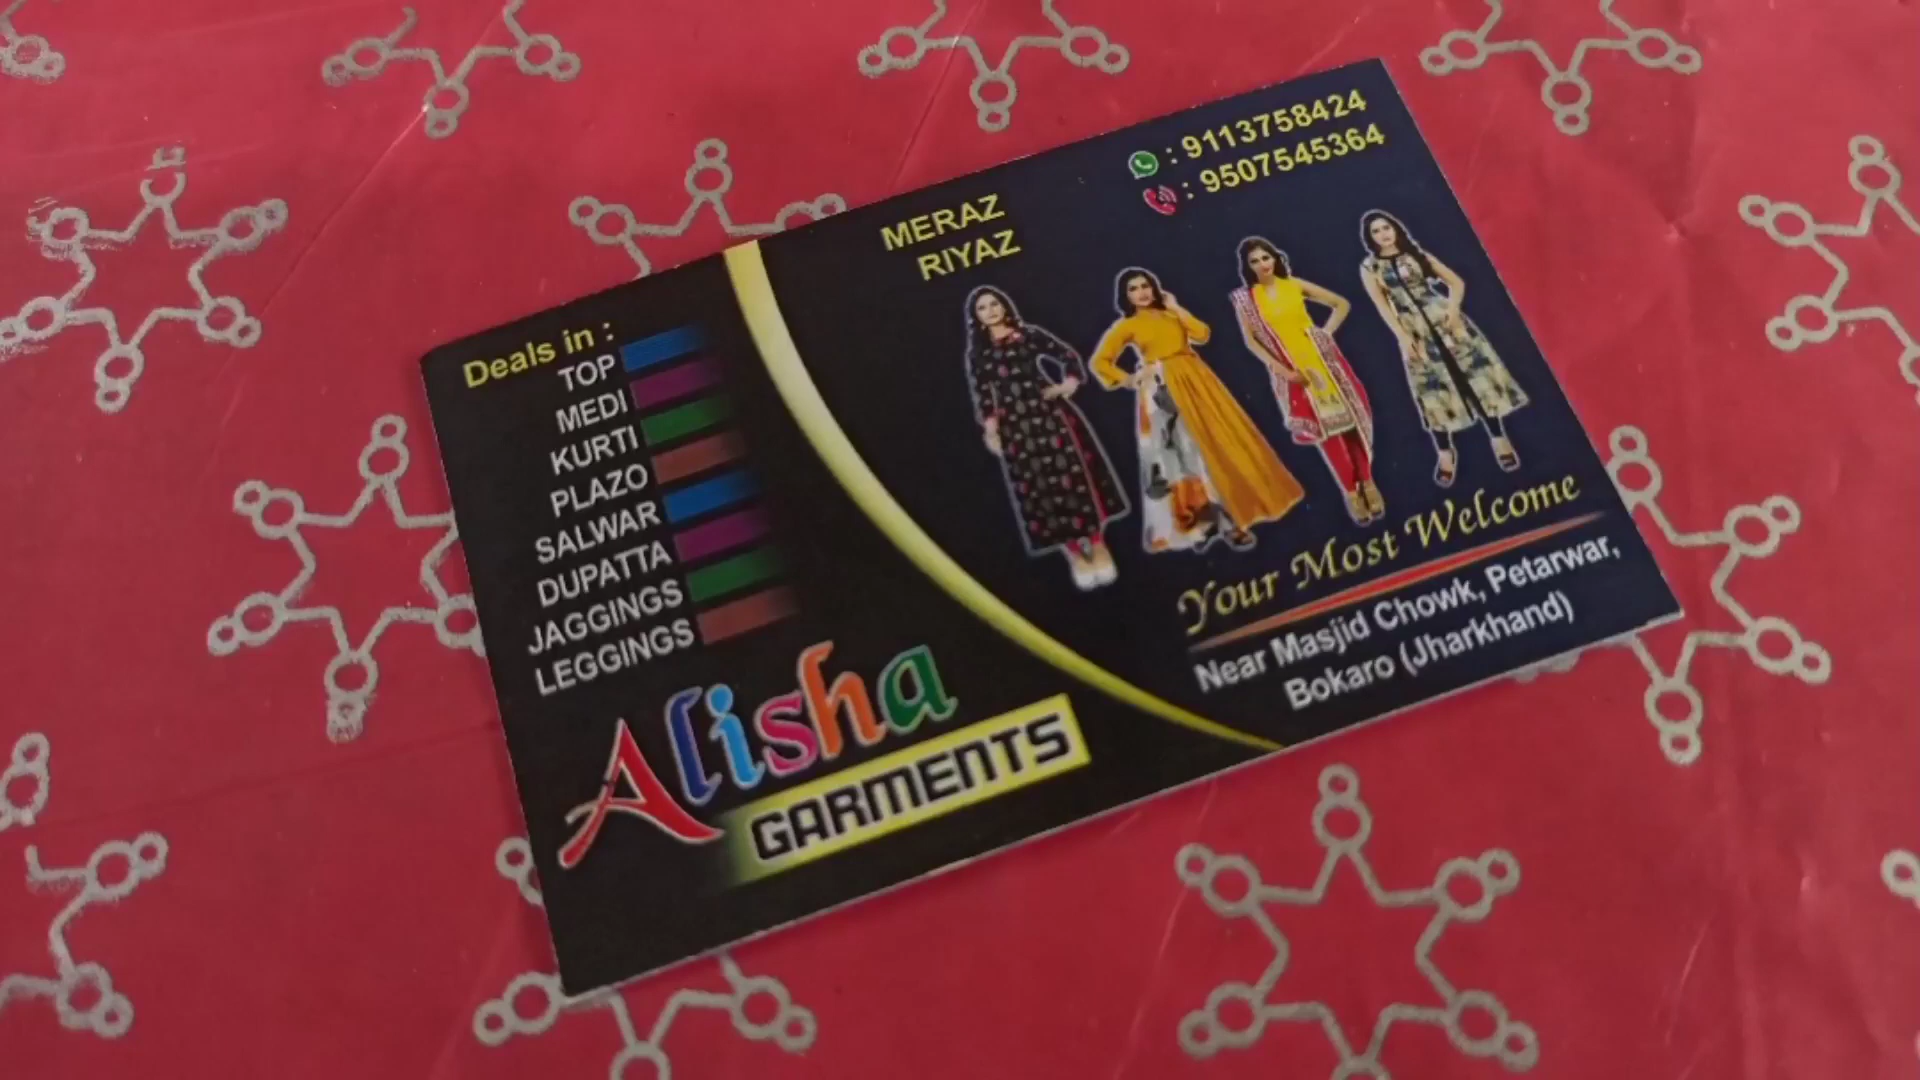 MERAZ
RIYAZ
: 9113758424
: 9507545364
Deals in :
TOP
MEDI
KURTI
PLAZO
SALWAR
DUPATTA
JAGGINGS
LEGGINGS
Alisha
GARMENTS
Your Most Welcome
Near Masjid Chowk, Petarwar,
Bokaro (Jharkhand)